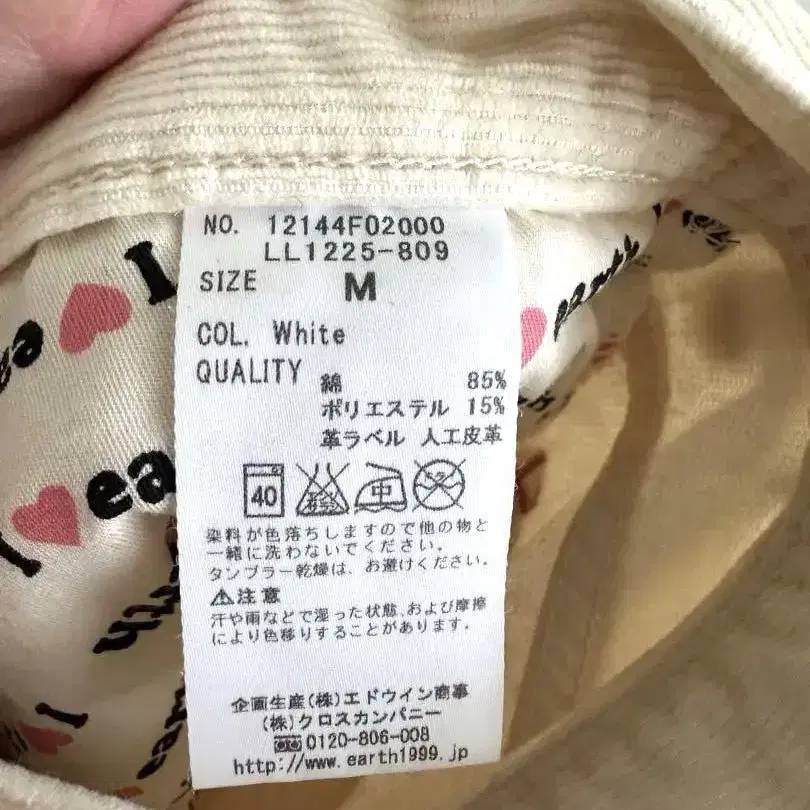 NO. 12144F02000
LL1225-809
SIZE M
COL. White
QUALITY
綿 85%
ポリエステル 15%
革ラベル 人工皮革
40 中
染料が色落ちしますので他の物と
一緒に洗わないでください。
タンブラー乾燥は、お避けください。
⚠注意
汗や雨などで湿った状態、および摩擦
により色移りすることがあります。
企画生産(株)エドウイン商事
(株)クロスカンパニー
0120-806-008
http://www.earth1999.jp
I
earth
I
ea
I